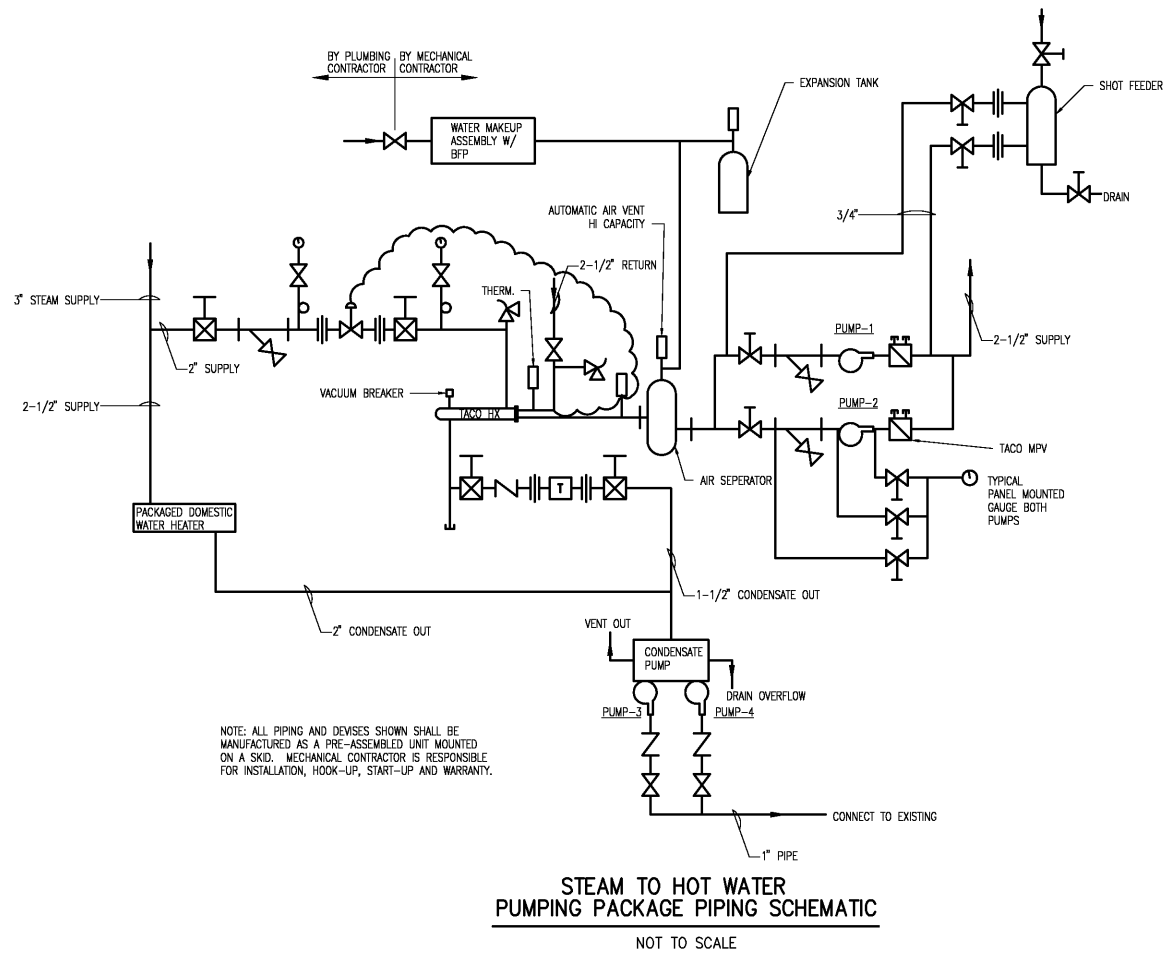 BY PLUMBING
CONTRACTOR
BY MECHANICAL
CONTRACTOR
EXPANSION TANK
SHOT FEEDER
WATER MAKEUP
ASSEMBLY W/
BFP
DRAIN
3/4"
AUTOMATIC AIR VENT
HI CAPACITY
2-1/2" RETURN
THERM.
3" STEAM SUPPLY
2" SUPPLY
PUMP-1
2-1/2" SUPPLY
VACUUM BREAKER
2-1/2" SUPPLY
TACO HX
PUMP-2
TACO MPV
AIR SEPERATOR
T
TYPICAL
PANEL MOUNTED
GAUGE BOTH
PUMPS
PACKAGED DOMESTIC
WATER HEATER
1-1/2" CONDENSATE OUT
2" CONDENSATE OUT
VENT OUT
CONDENSATE
PUMP
DRAIN OVERFLOW
PUMP-3
PUMP-4
NOTE: ALL PIPING AND DEVISES SHOWN SHALL BE
MANUFACTURED AS A PRE-ASSEMBLED UNIT MOUNTED
ON A SKID. MECHANICAL CONTRACTOR IS RESPONSIBLE
FOR INSTALLATION, HOOK-UP, START-UP AND WARRANTY.
CONNECT TO EXISTING
1" PIPE
STEAM TO HOT WATER
PUMPING PACKAGE PIPING SCHEMATIC
NOT TO SCALE